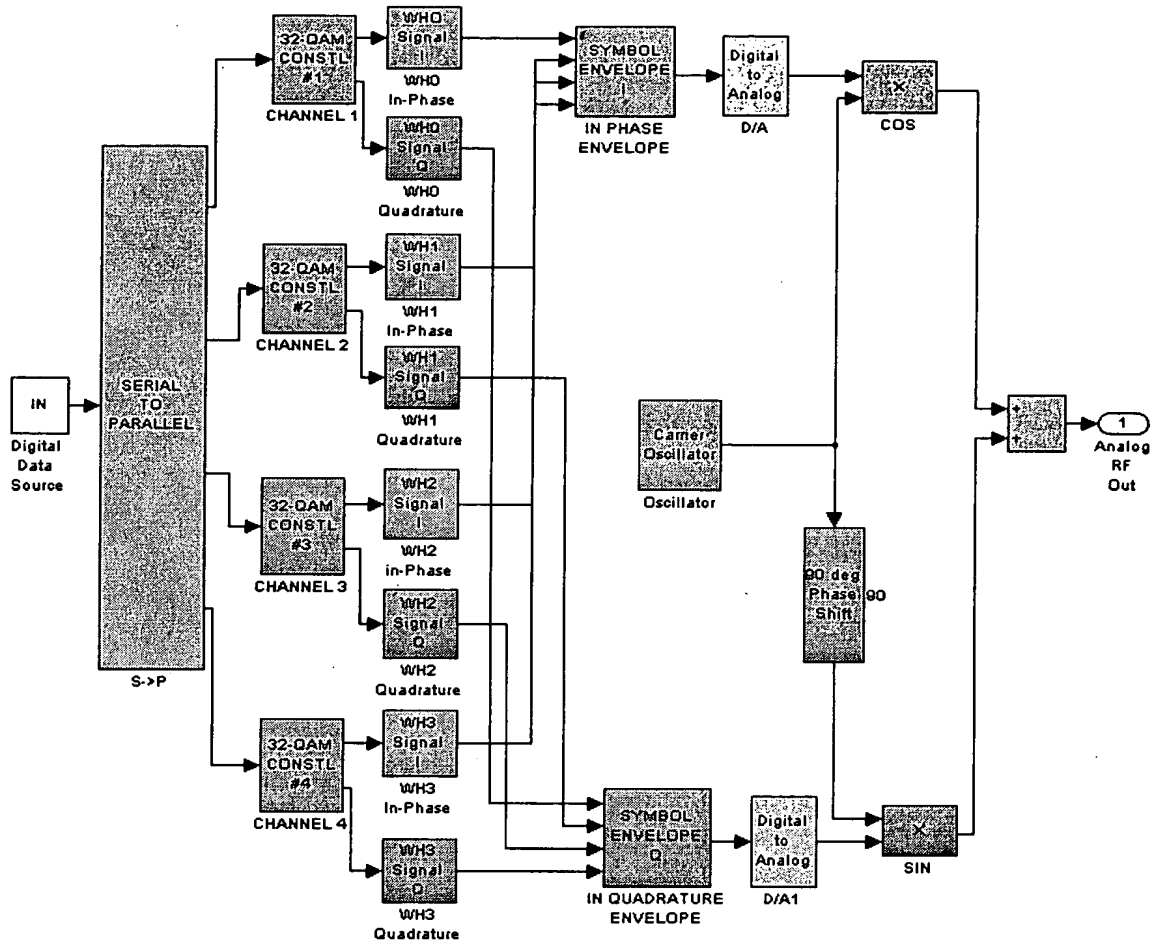 IN
Digital
Data
Source
SERIAL
TO
PARALLEL
S->P
32-QAM
CONSTL
#1
CHANNEL 1
WH0
Signal
I
WH0
In-Phase
WH0
Signal
Q
WH0
Quadrature
32-QAM
CONSTL
#2
CHANNEL 2
WH1
Signal
I
WH1
In-Phase
WH1
Signal
Q
WH1
Quadrature
32-QAM
CONSTL
#3
CHANNEL 3
WH2
Signal
I
WH2
in-Phase
WH2
Signal
Q
WH2
Quadrature
32-QAM
CONSTL
#4
CHANNEL 4
WH3
Signal
I
WH3
In-Phase
WH3
Signal
Q
WH3
Quadrature
SYMBOL
ENVELOPE
I
IN PHASE
ENVELOPE
Digital
to
Analog
D/A
×
COS
Carrier
Oscillator
Oscillator
90 deg
Phase
Shift
90
SYMBOL
ENVELOPE
Q
IN QUADRATURE
ENVELOPE
Digital
to
Analog
D/A1
×
SIN
+
+
1
Analog
RF
Out